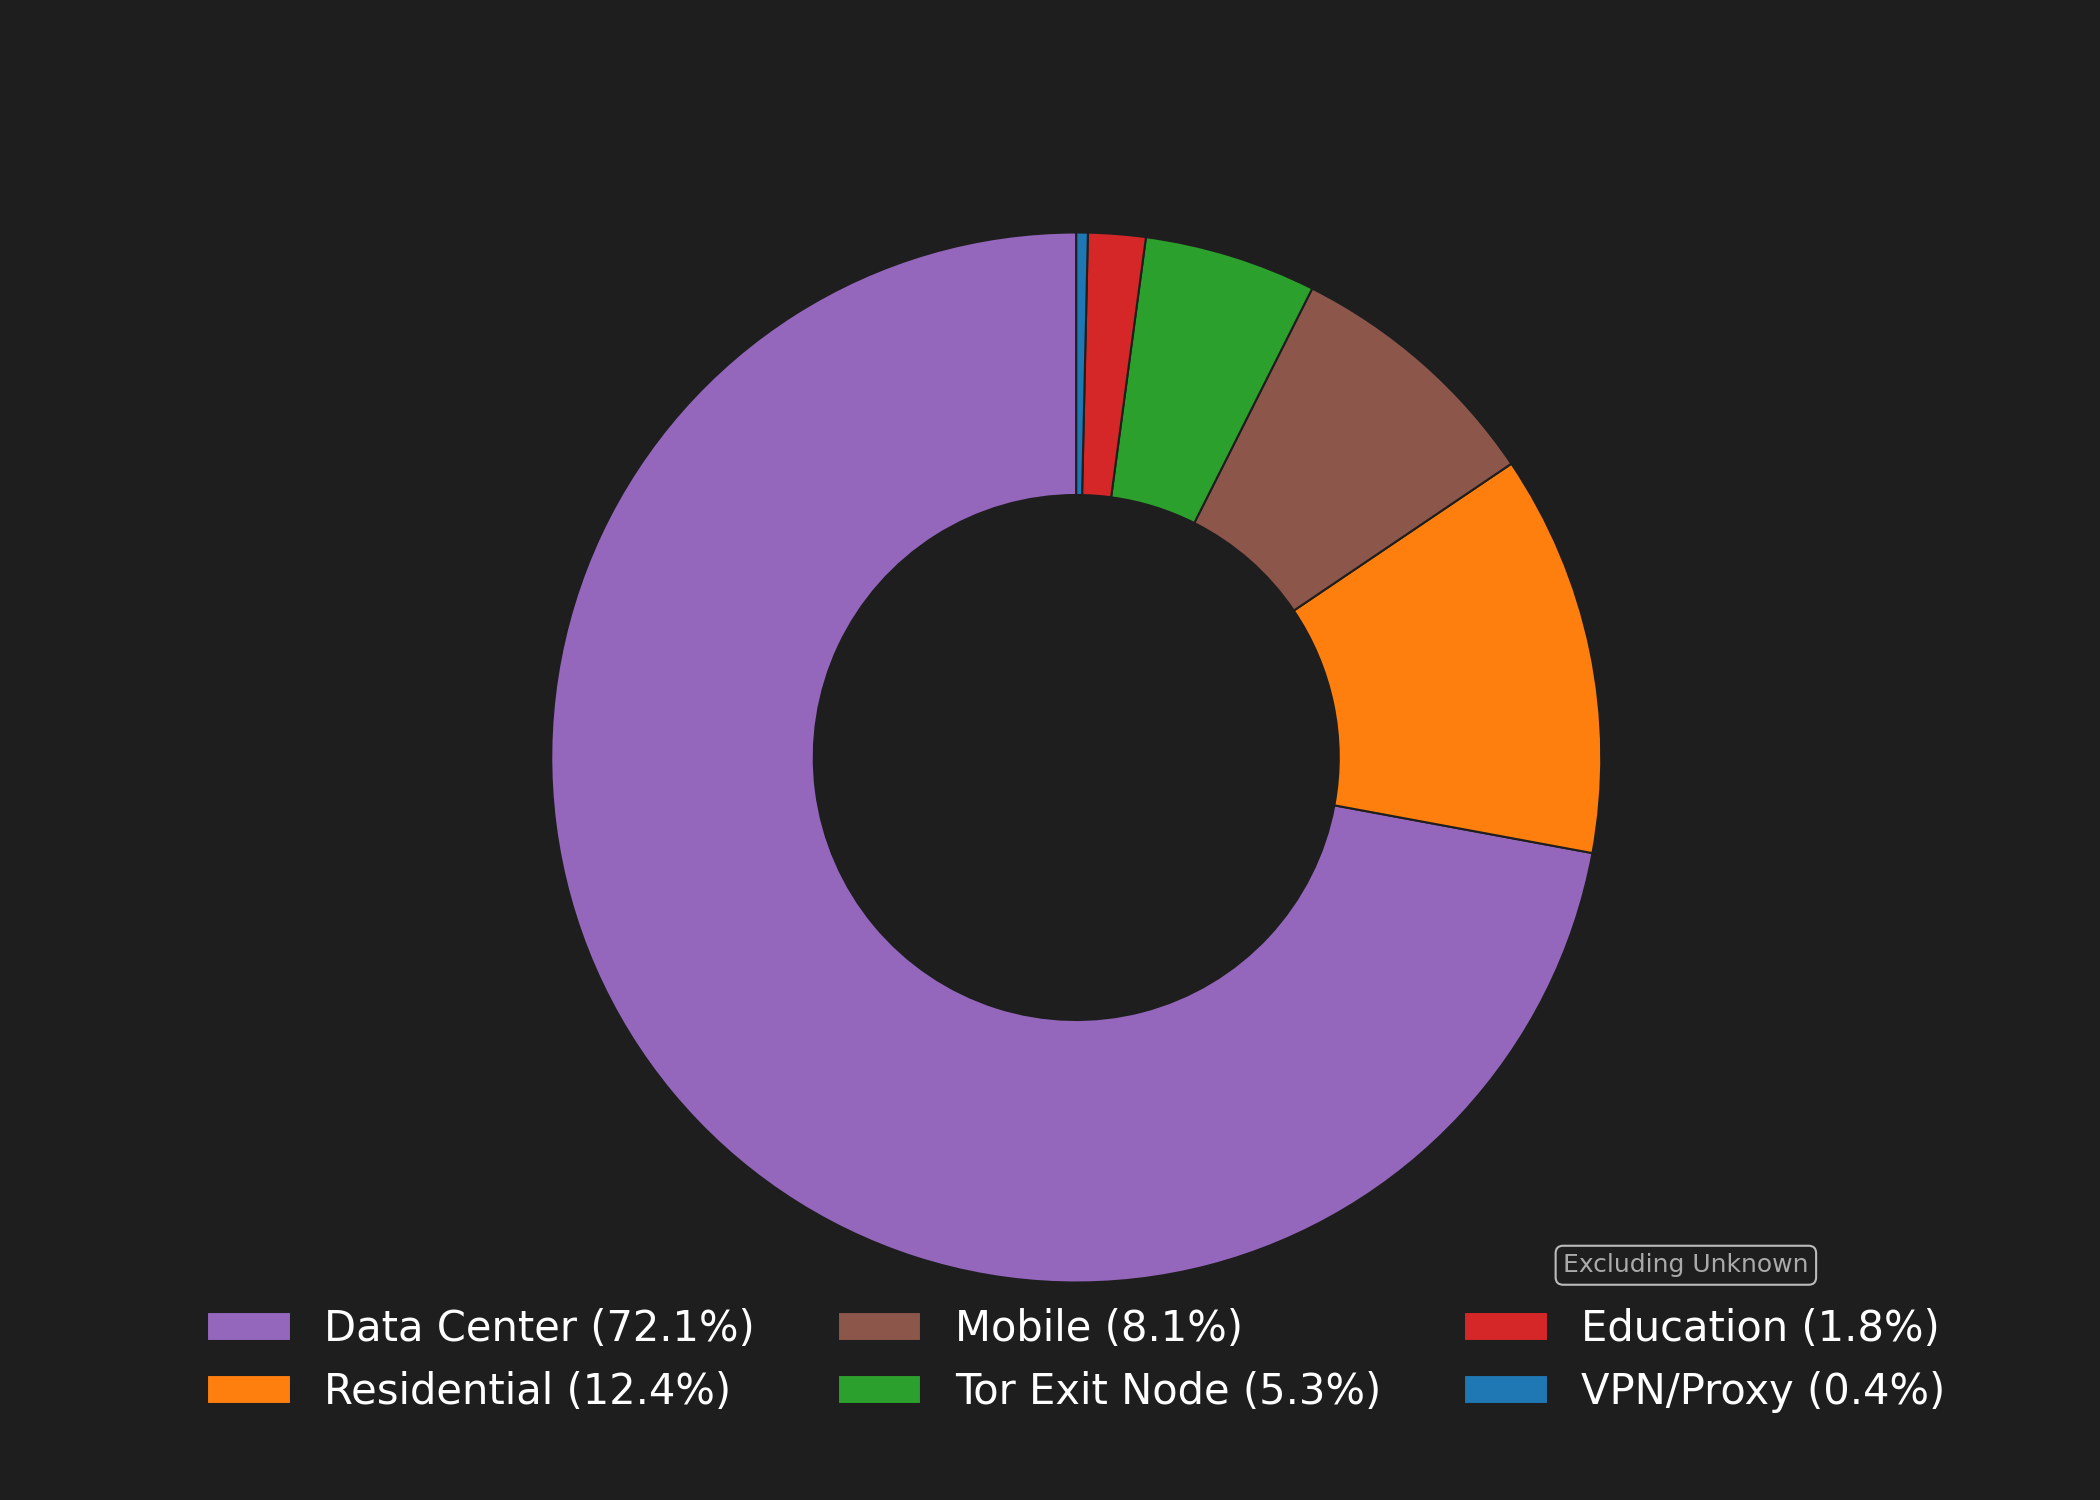 Excluding Unknown
Data Center (72.1%)
Residential (12.4%)
Mobile (8.1%)
Tor Exit Node (5.3%)
Education (1.8%)
VPN/Proxy (0.4%)